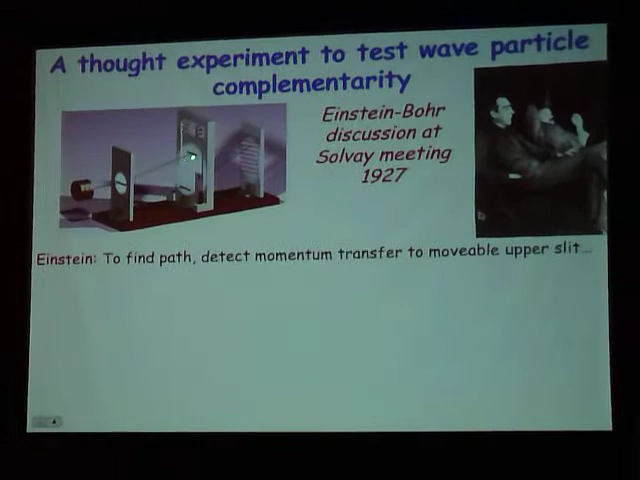 A thought experiment to test wave particle
complementarity
Einstein-Bohr
discussion at
Solvay meeting
1927
Einstein: To find path, detect momentum transfer to moveable upper slit...